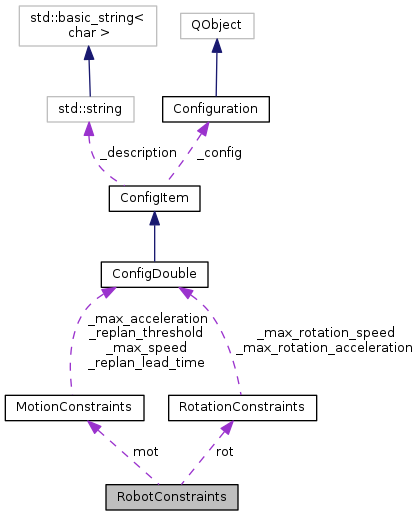 std::basic_string<
char >
QObject
std::string
Configuration
_description
_config
ConfigItem
ConfigDouble
_max_acceleration
_replan_threshold
_max_speed
_replan_lead_time
_max_rotation_speed
_max_rotation_acceleration
MotionConstraints
RotationConstraints
mot
rot
RobotConstraints